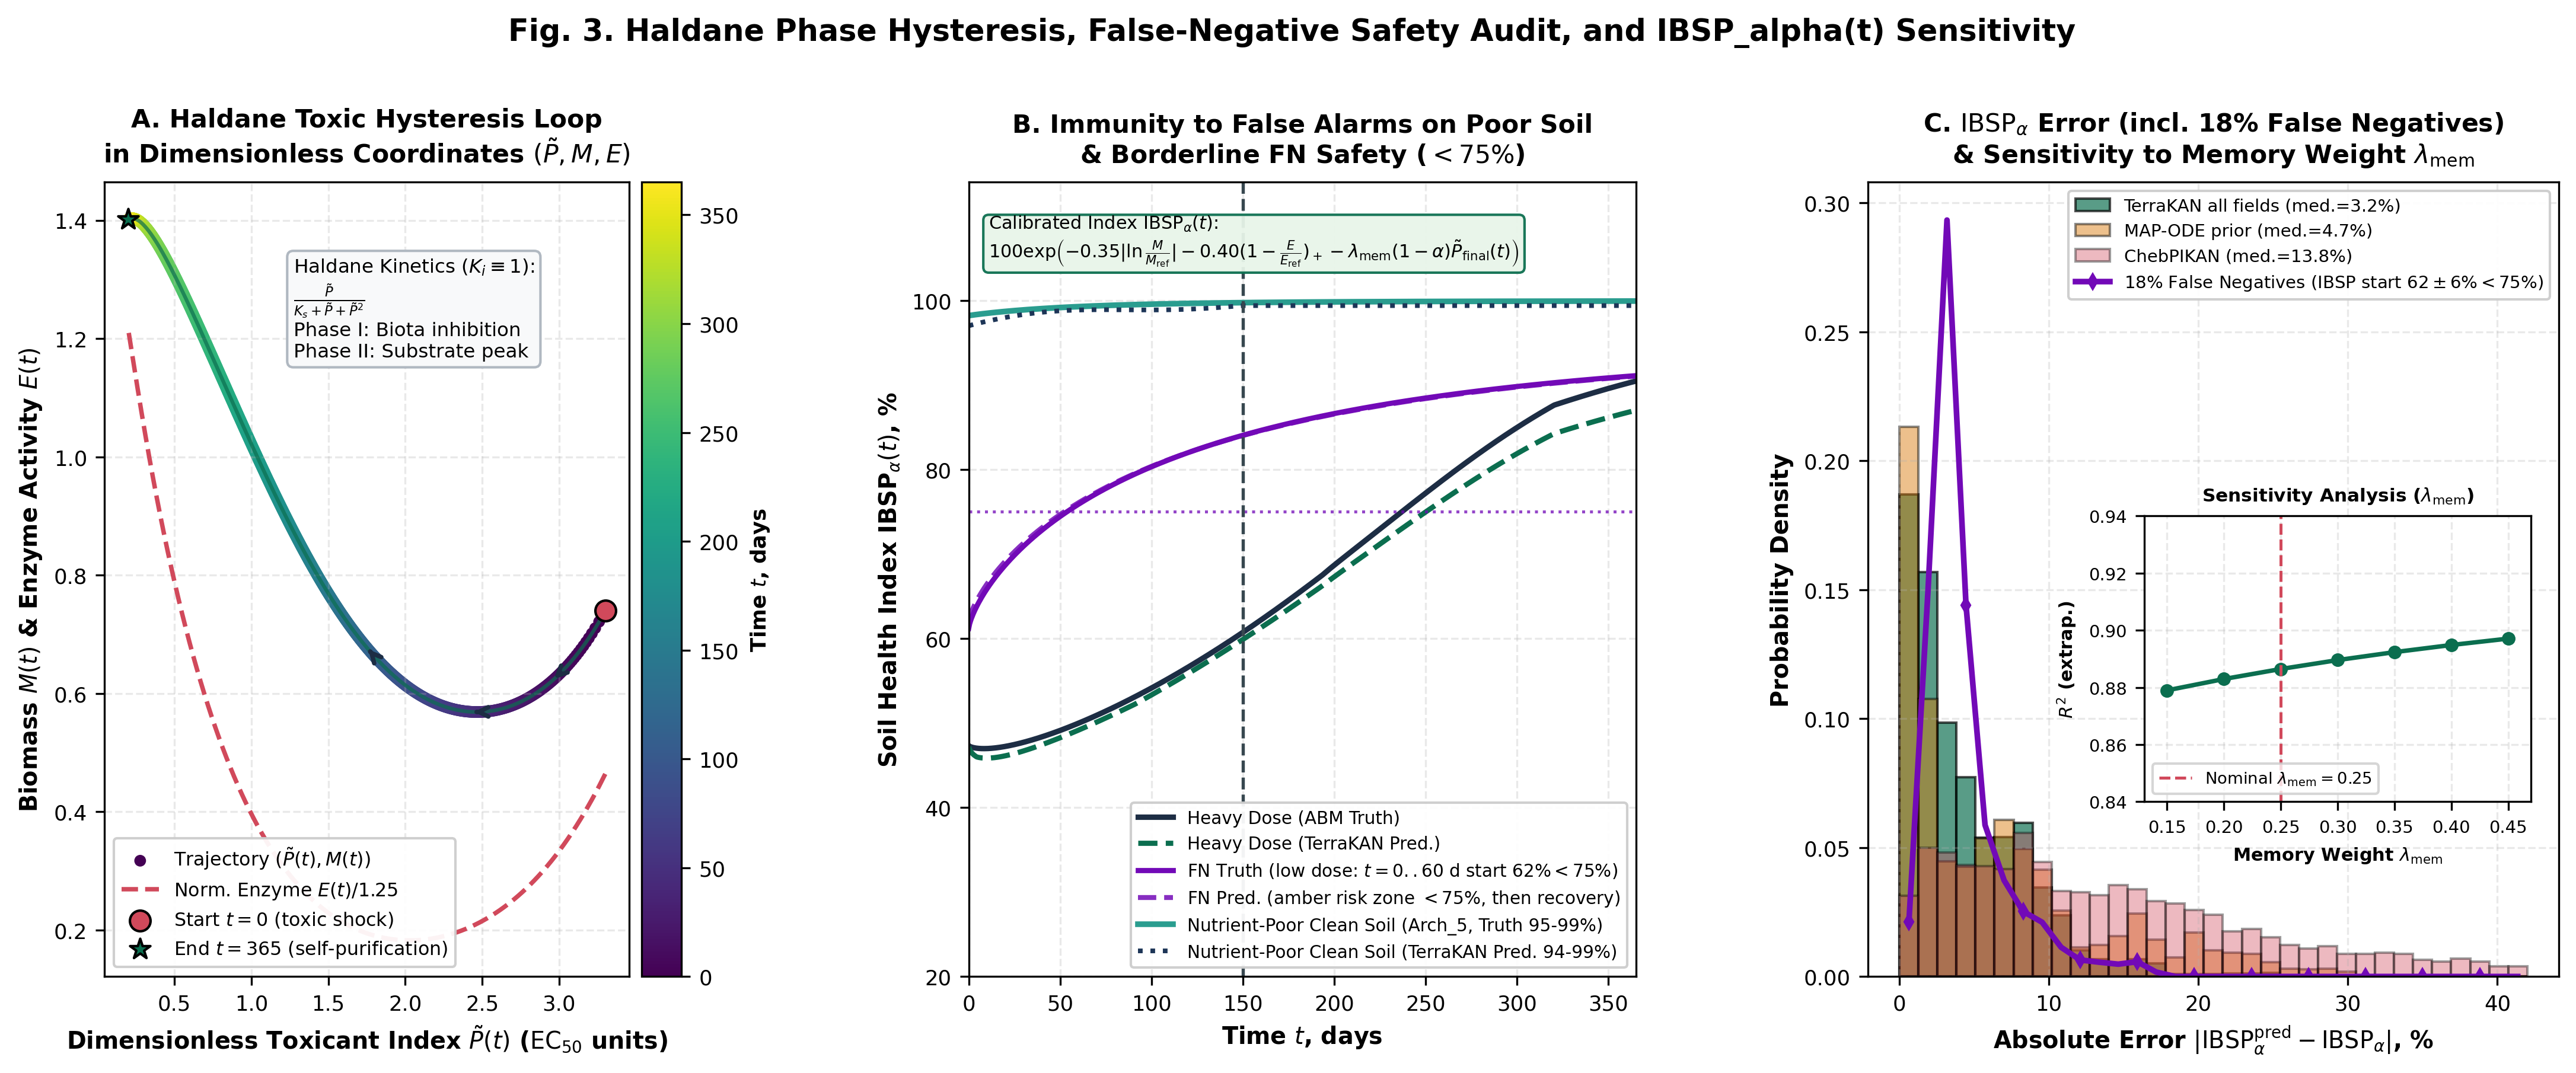 Fig. 3. Haldane Phase Hysteresis, False-Negative Safety Audit, and IBSP_alpha(t) Sensitivity
A. Haldane Toxic Hysteresis Loop
in Dimensionless Coordinates (P̃, M, E)
Biomass M(t) & Enzyme Activity E(t)
1.4
1.2
1.0
0.8
0.6
0.4
0.2
Haldane Kinetics (K_i ≡ 1):
P̃ / (K_s + P̃ + P̃²)
Phase I: Biota inhibition
Phase II: Substrate peak
Trajectory (P̃(t), M(t))
Norm. Enzyme E(t)/1.25
Start t = 0 (toxic shock)
End t = 365 (self-purification)
0.5 1.0 1.5 2.0 2.5 3.0
Dimensionless Toxicant Index P̃(t) (EC₅₀ units)
350
300
250
200
150
100
50
0
Time t, days
B. Immunity to False Alarms on Poor Soil
& Borderline FN Safety (< 75%)
Soil Health Index IBSP_α(t), %
100
80
60
40
20
Calibrated Index IBSP_α(t):
100exp(−0.35|ln M/M_ref| − 0.40(1 − E/E_ref)₊ − λ_mem(1 − α)P̃_final(t))
Heavy Dose (ABM Truth)
Heavy Dose (TerraKAN Pred.)
FN Truth (low dose: t = 0..60 d start 62% < 75%)
FN Pred. (amber risk zone < 75%, then recovery)
Nutrient-Poor Clean Soil (Arch_5, Truth 95-99%)
Nutrient-Poor Clean Soil (TerraKAN Pred. 94-99%)
0 50 100 150 200 250 300 350
Time t, days
C. IBSP_α Error (incl. 18% False Negatives)
& Sensitivity to Memory Weight λ_mem
Probability Density
0.30
0.25
0.20
0.15
0.10
0.05
0.00
TerraKAN all fields (med.=3.2%)
MAP-ODE prior (med.=4.7%)
ChebPIKAN (med.=13.8%)
18% False Negatives (IBSP start 62 ± 6% < 75%)
Sensitivity Analysis (λ_mem)
R² (extrap.)
0.94
0.92
0.90
0.88
0.86
0.84
Nominal λ_mem = 0.25
0.15 0.20 0.25 0.30 0.35 0.40 0.45
Memory Weight λ_mem
0 10 20 30 40
Absolute Error |IBSP_α^pred − IBSP_α|, %